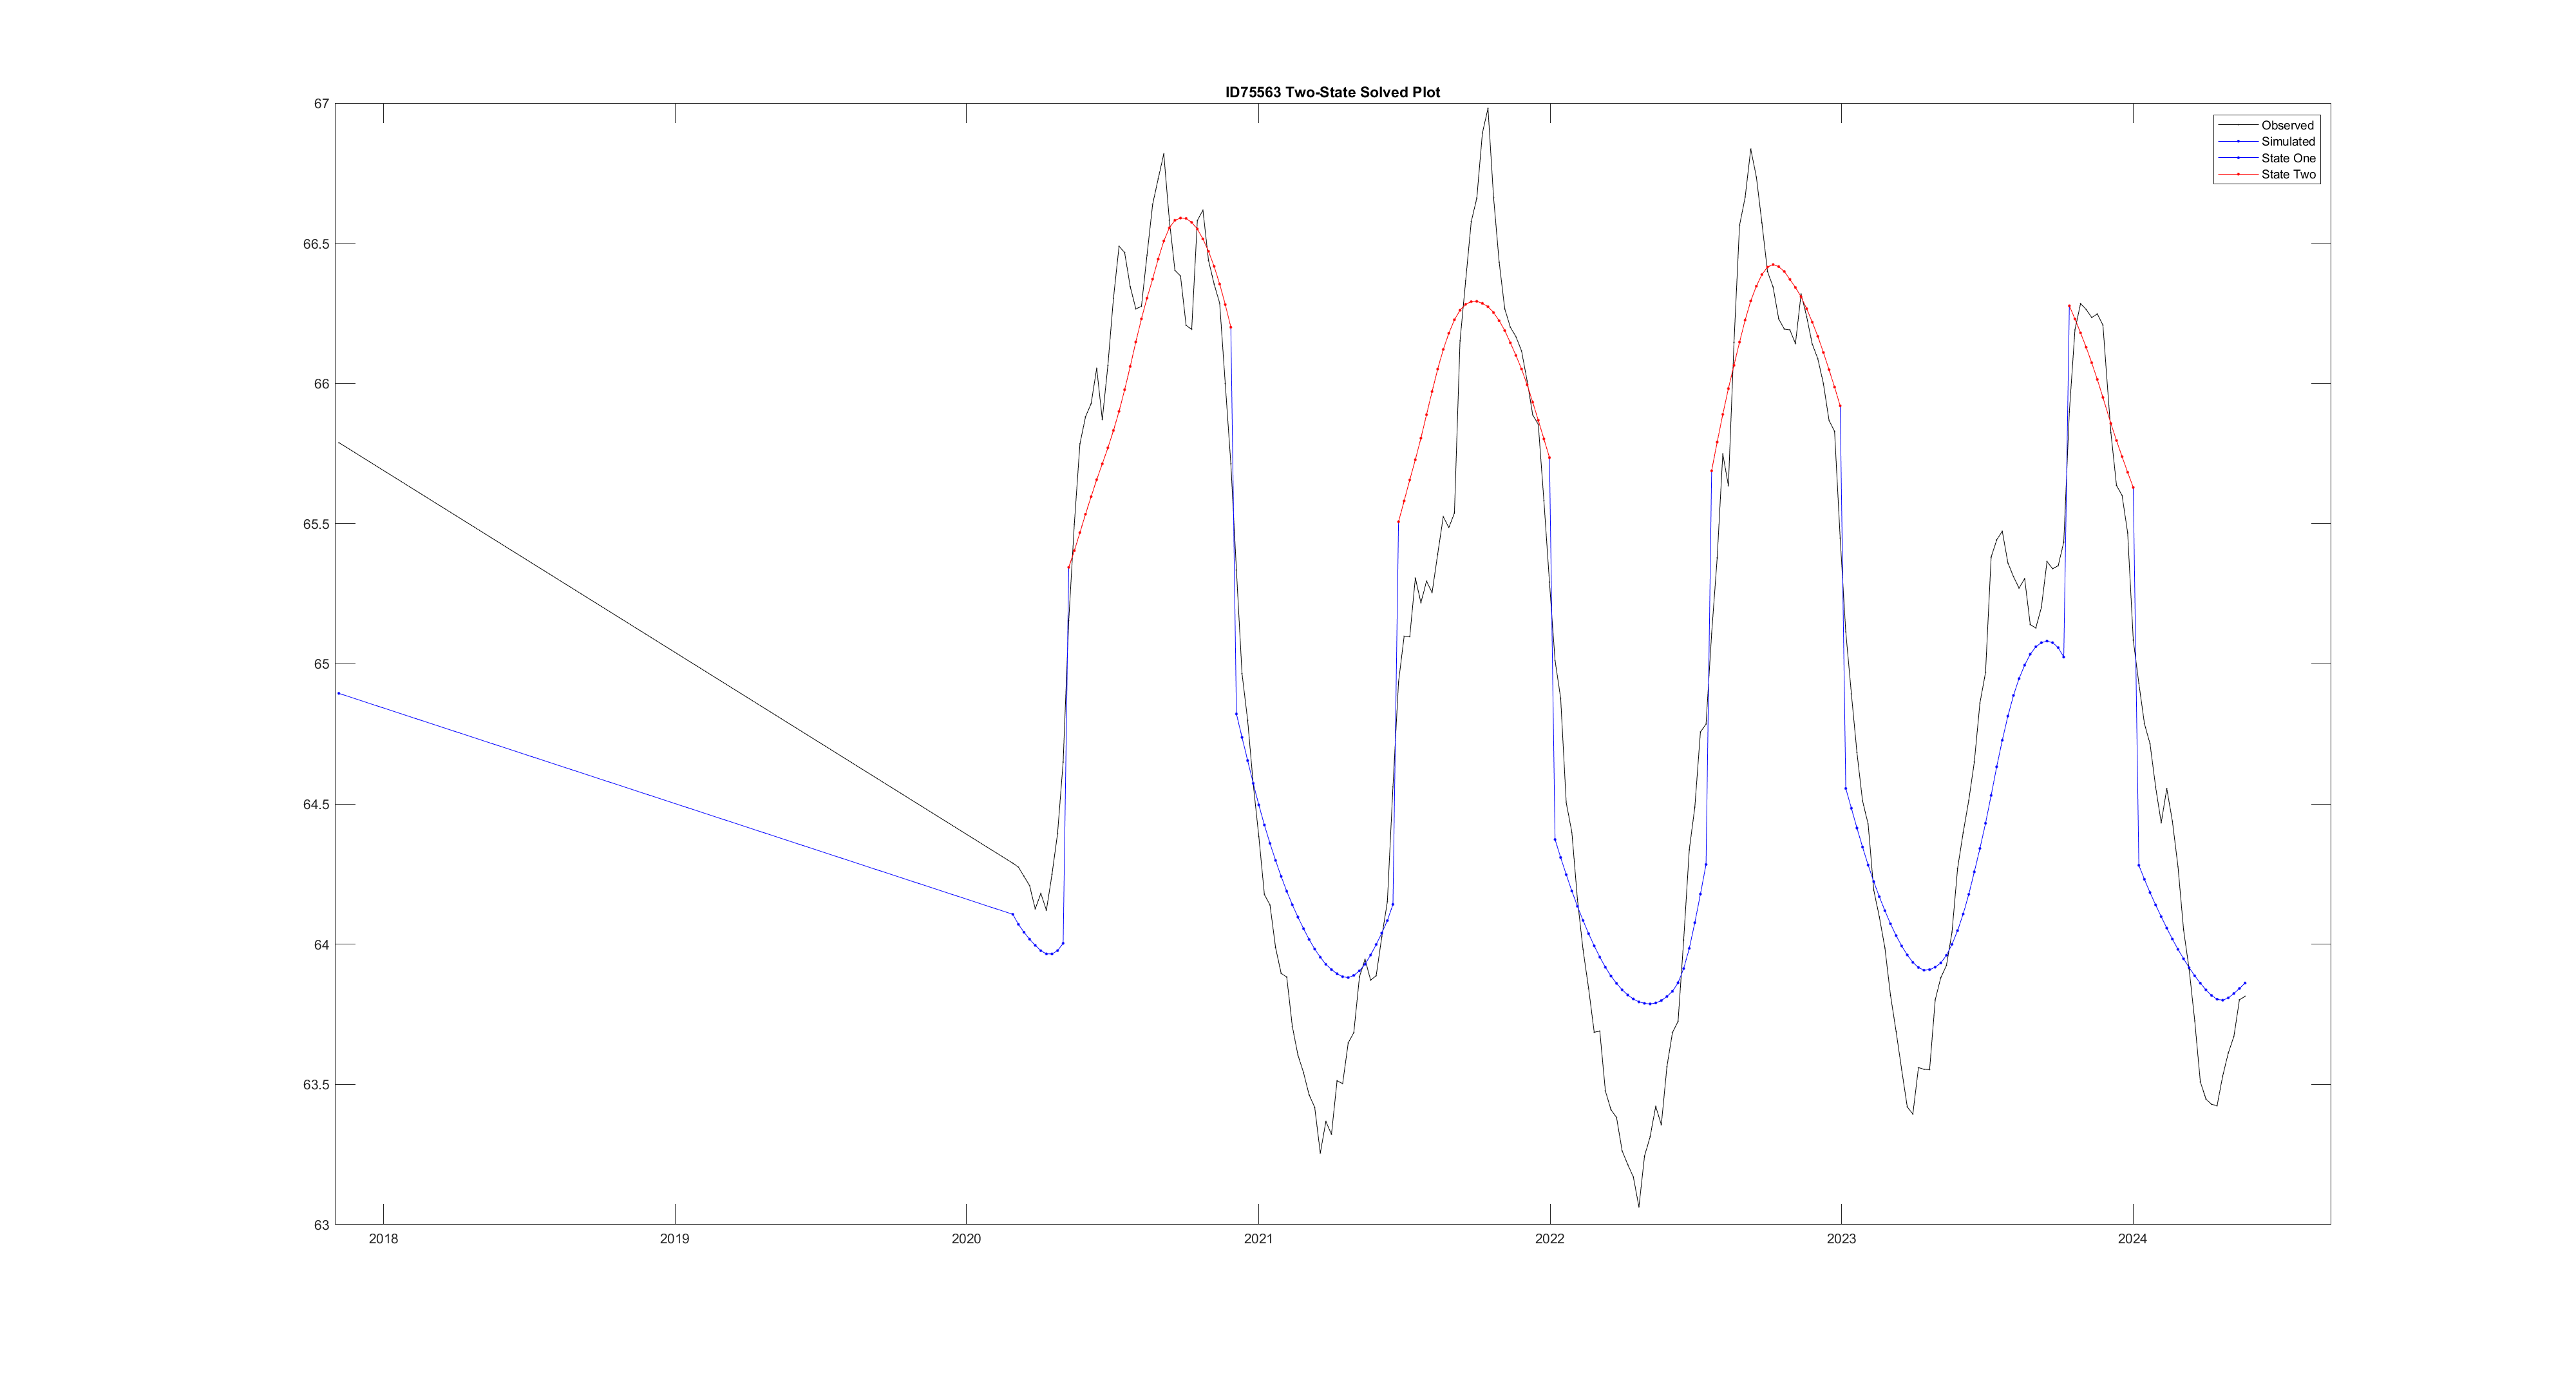 ID75563 Two-State Solved Plot
67
66.5
66
65.5
65
64.5
64
63.5
63
2018 2019 2020 2021 2022 2023 2024
Observed
Simulated
State One
State Two